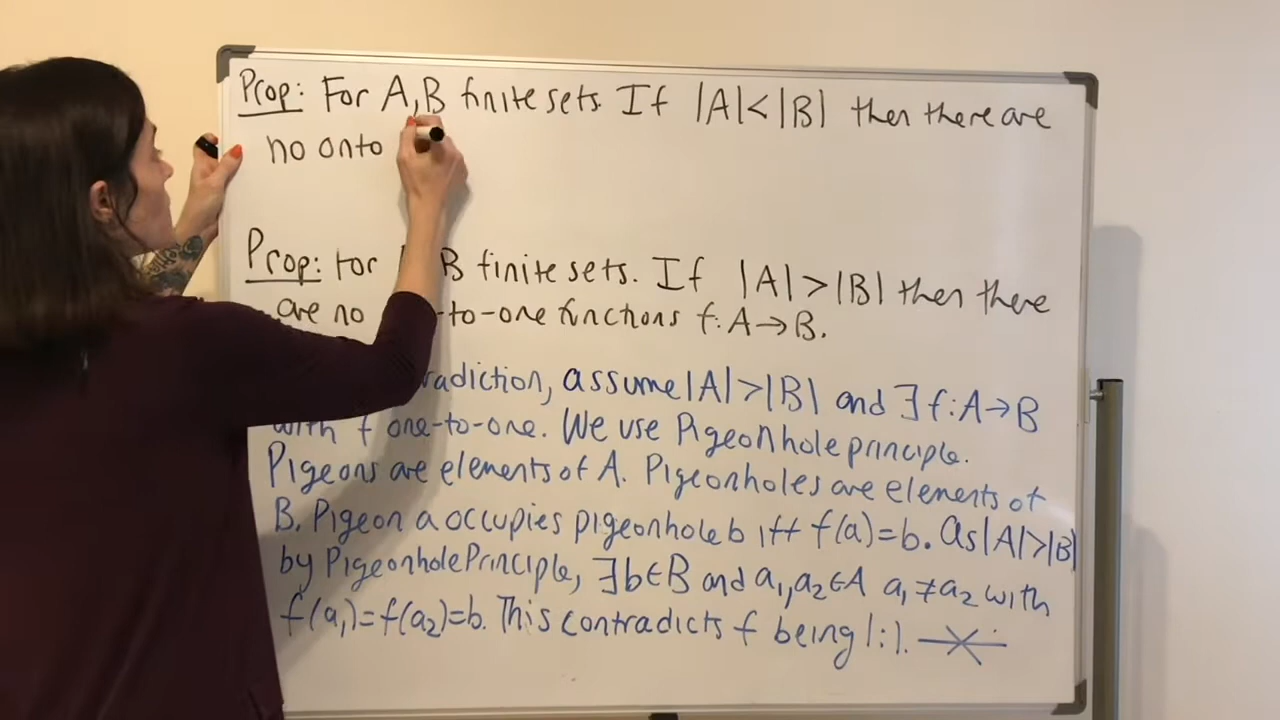 Prop: For A,B finite sets. If |A|<|B| then there are
no onto
Prop: For B finite sets. If |A|>|B| then there
are no -to-one functions f: A→B.
radiction, assume |A|>|B| and ∃f:A→B
with f one-to-one. We use Pigeonhole principle.
Pigeons are elements of A. Pigeonholes are elements of
B. Pigeon a occupies pigeonhole b iff f(a)=b. As |A|>|B|
by Pigeonhole Principle, ∃b∈B and a₁,a₂∈A a₁≠a₂ with
f(a₁)=f(a₂)=b. This contradicts f being 1:1.